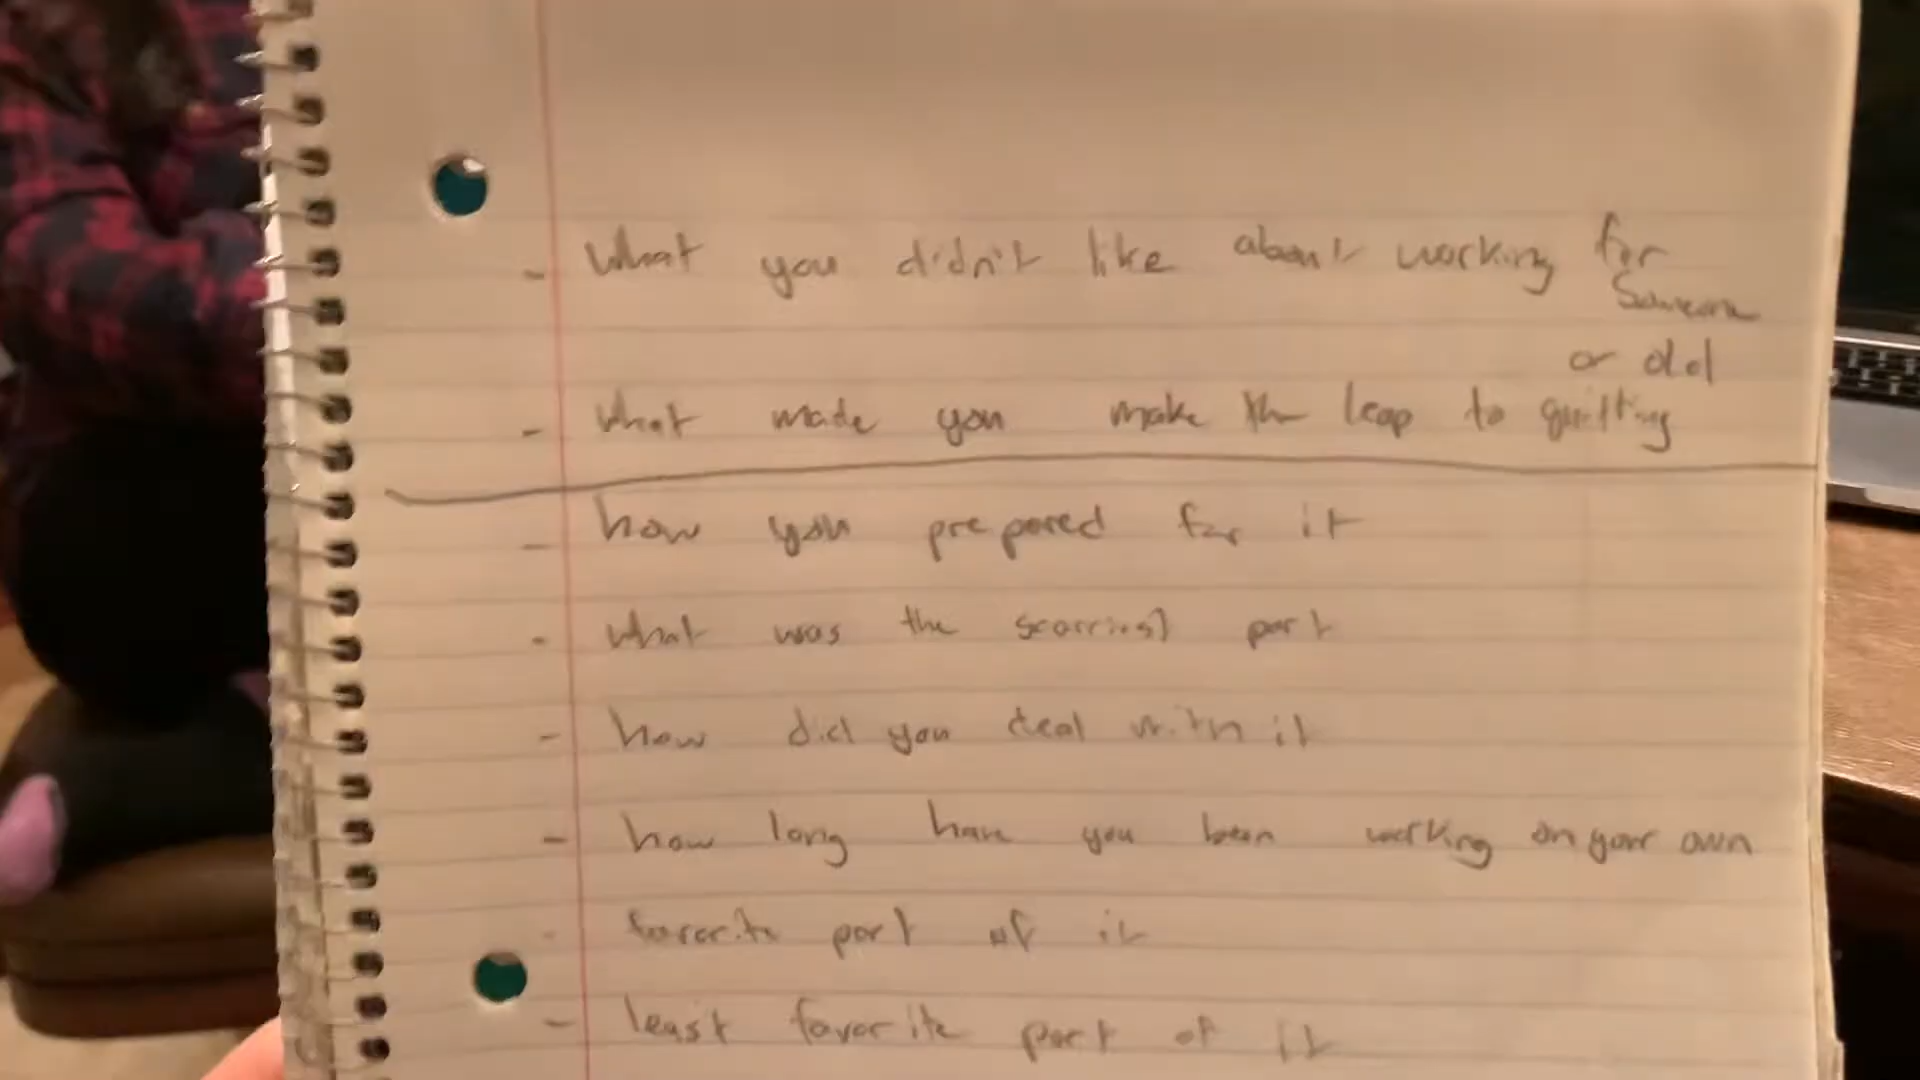 - What you didn't like about working for
someone
or old
- what made you make the leap to quitting
- how you prepared for it
- what was the scarriest part
- how did you deal with it
- how long have you been working on your own
- favorite part of it
- least favorite part of it